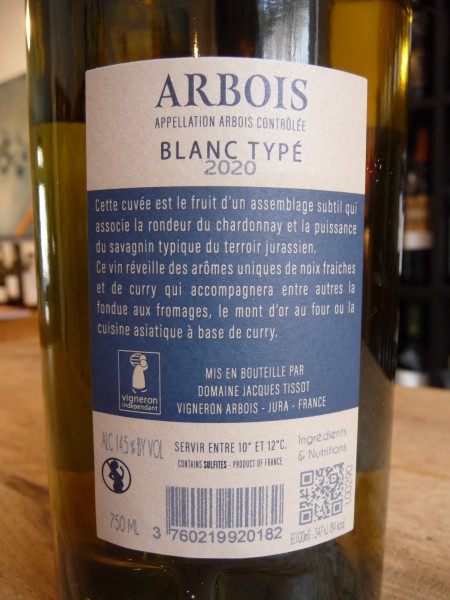 ARBOIS
APPELLATION ARBOIS CONTRÔLÉE
BLANC TYPÉ
2020
Cette cuvée est le fruit d'un assemblage subtil qui
associe la rondeur du chardonnay et la puissance
du savagnin typique du terroir jurassien.
Ce vin réveille des arômes uniques de noix fraiches
et de curry qui accompagnera entre autres la
fondue aux fromages, le mont d'or au four ou la
cuisine asiatique à base de curry.
vigneron
indépendant
MIS EN BOUTEILLE PAR
DOMAINE JACQUES TISSOT
VIGNERON ARBOIS - JURA - FRANCE
ALC 14.5 % BY VOL
SERVIR ENTRE 10° ET 12°C.
CONTAINS SULFITES - PRODUCT OF FRANCE
Ingredients
& Nutritions
750 ML
3 760219920182